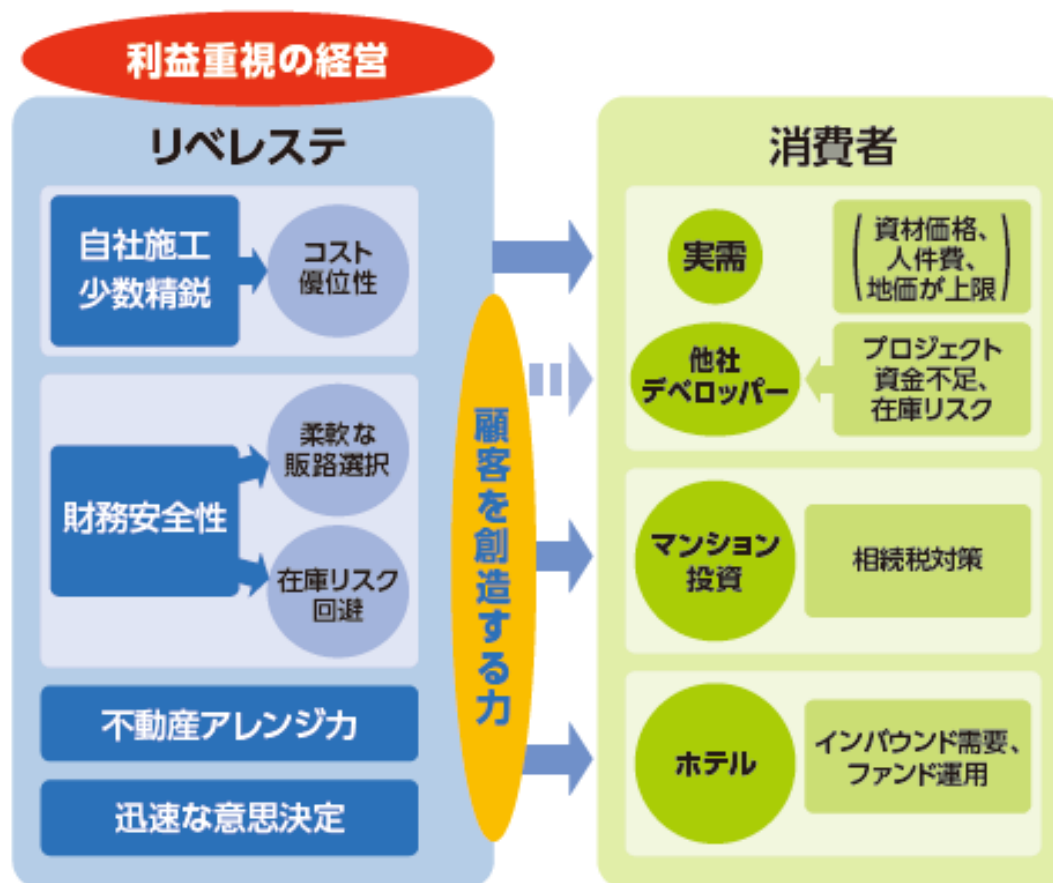 利益重視の経営
リベレステ
自社施工
少数精鋭
コスト
優位性
財務安全性
柔軟な
販路選択
在庫リスク
回避
不動産アレンジ力
迅速な意思決定
顧客を創造する力
消費者
実需
（資材価格、
人件費、
地価が上限）
他社
デベロッパー
プロジェクト
資金不足、
在庫リスク
マンション
投資
相続税対策
ホテル
インバウンド需要、
ファンド運用